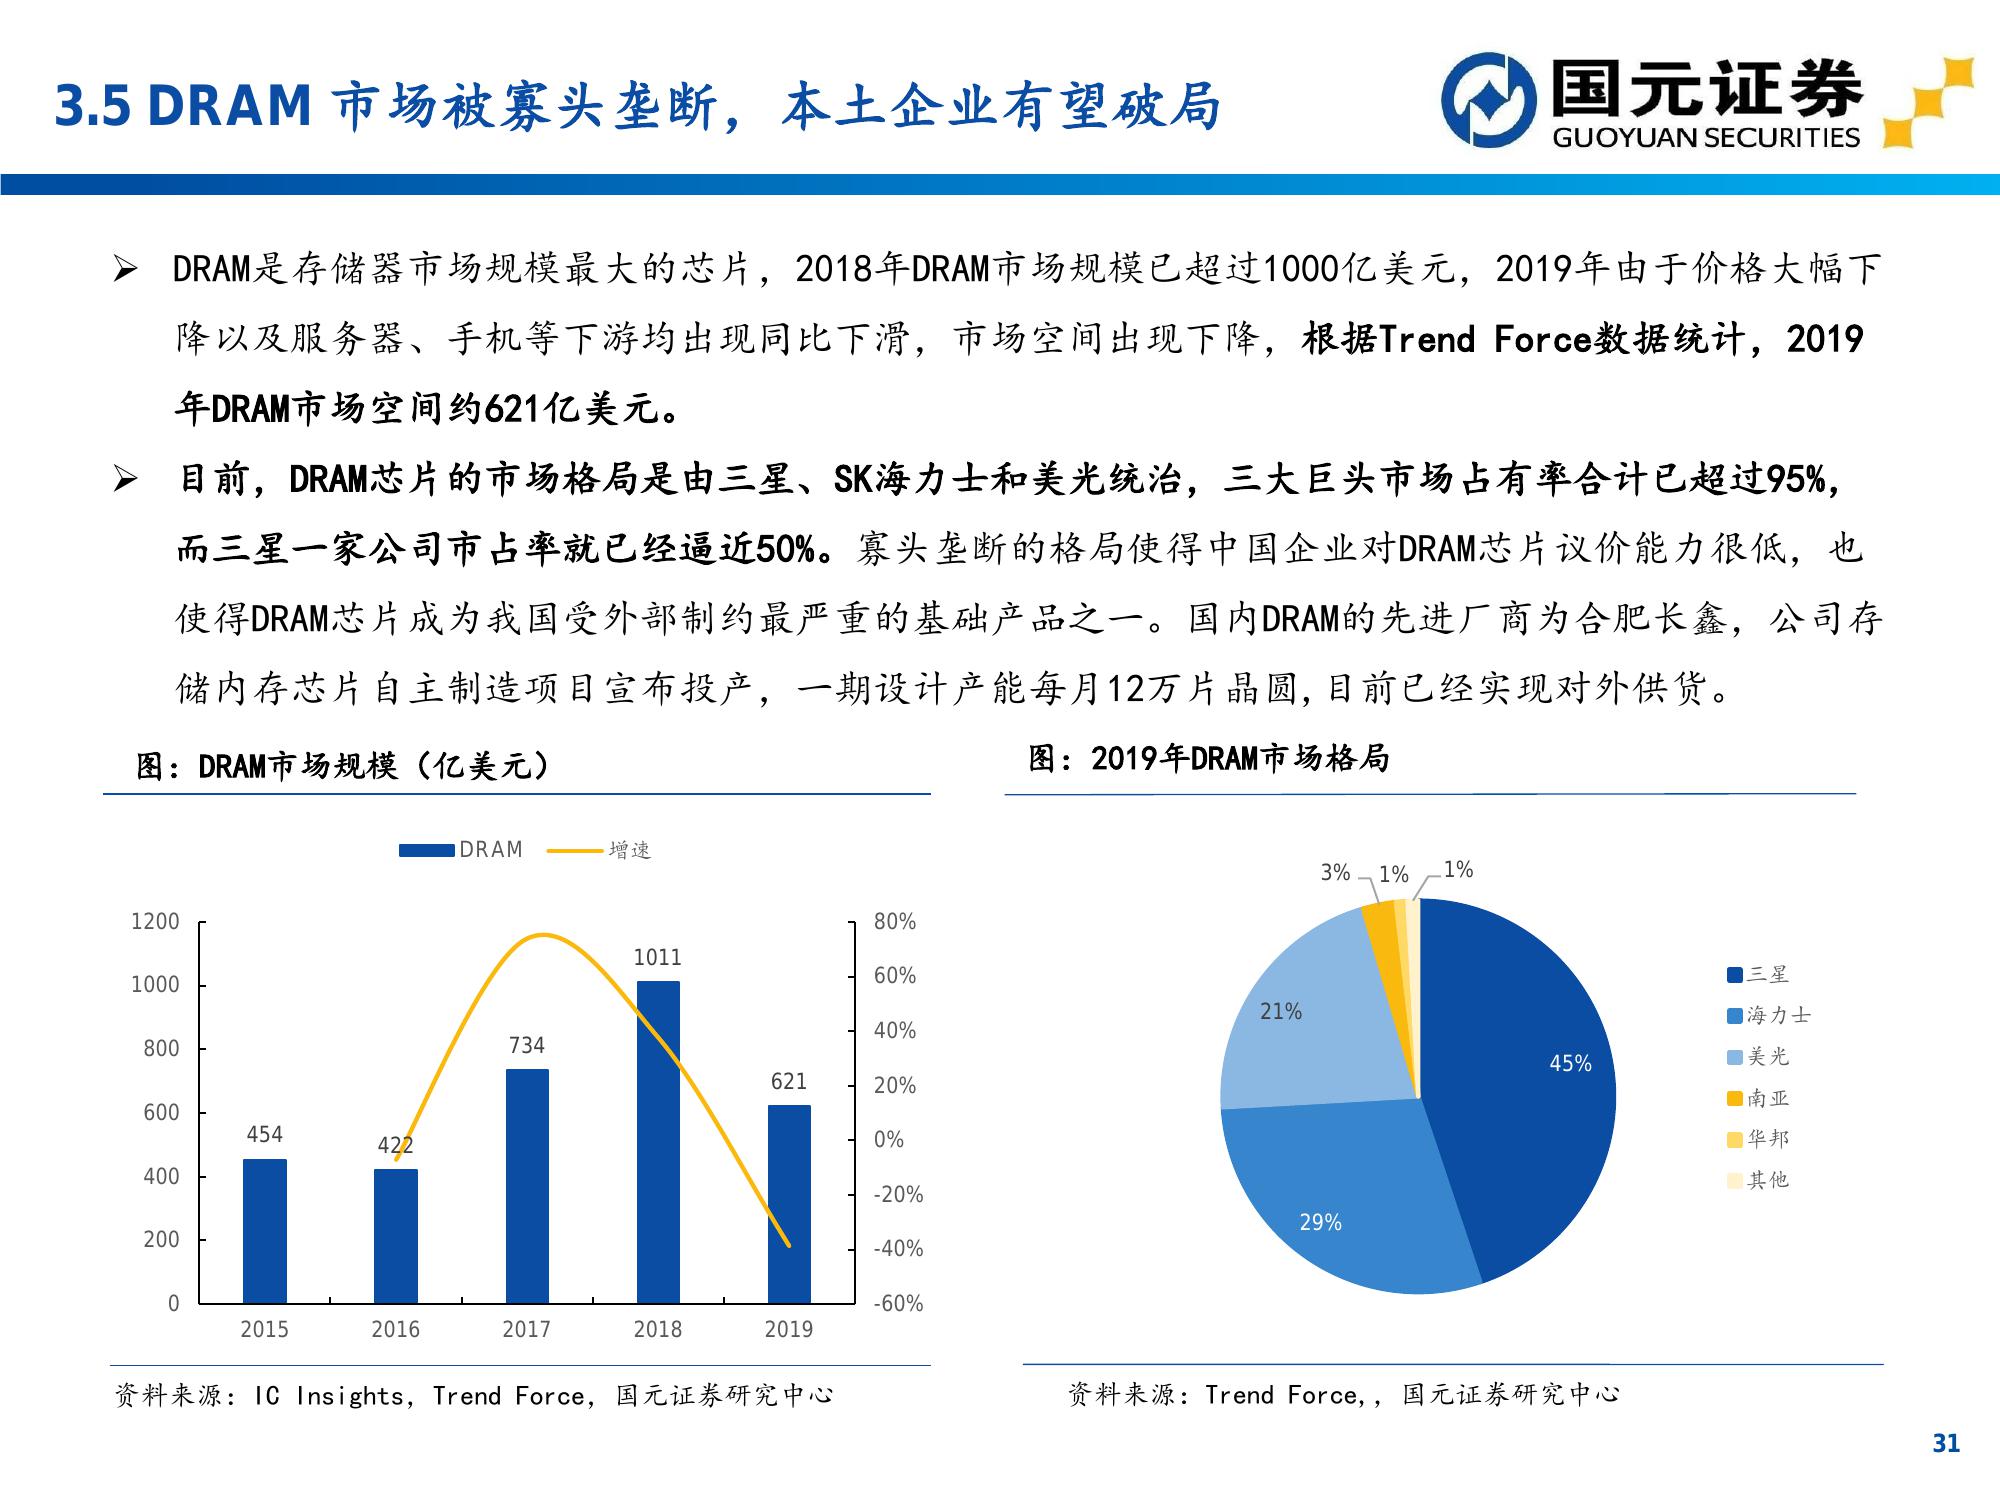 3.5 DRAM 市场被寡头垄断，本土企业有望破局
国元证券
GUOYUAN SECURITIES
➢ DRAM是存储器市场规模最大的芯片，2018年DRAM市场规模已超过1000亿美元，2019年由于价格大幅下
降以及服务器、手机等下游均出现同比下滑，市场空间出现下降，根据Trend Force数据统计，2019
年DRAM市场空间约621亿美元。
➢ 目前，DRAM芯片的市场格局是由三星、SK海力士和美光统治，三大巨头市场占有率合计已超过95%，
而三星一家公司市占率就已经逼近50%。寡头垄断的格局使得中国企业对DRAM芯片议价能力很低，也
使得DRAM芯片成为我国受外部制约最严重的基础产品之一。国内DRAM的先进厂商为合肥长鑫，公司存
储内存芯片自主制造项目宣布投产，一期设计产能每月12万片晶圆,目前已经实现对外供货。
图：DRAM市场规模（亿美元）
DRAM 增速
1200
1000
800
600
400
200
0
80%
60%
40%
20%
0%
-20%
-40%
-60%
454
422
734
1011
621
2015 2016 2017 2018 2019
资料来源：IC Insights，Trend Force，国元证券研究中心
图：2019年DRAM市场格局
3% 1% 1%
21%
45%
29%
三星
海力士
美光
南亚
华邦
其他
资料来源：Trend Force,，国元证券研究中心
31